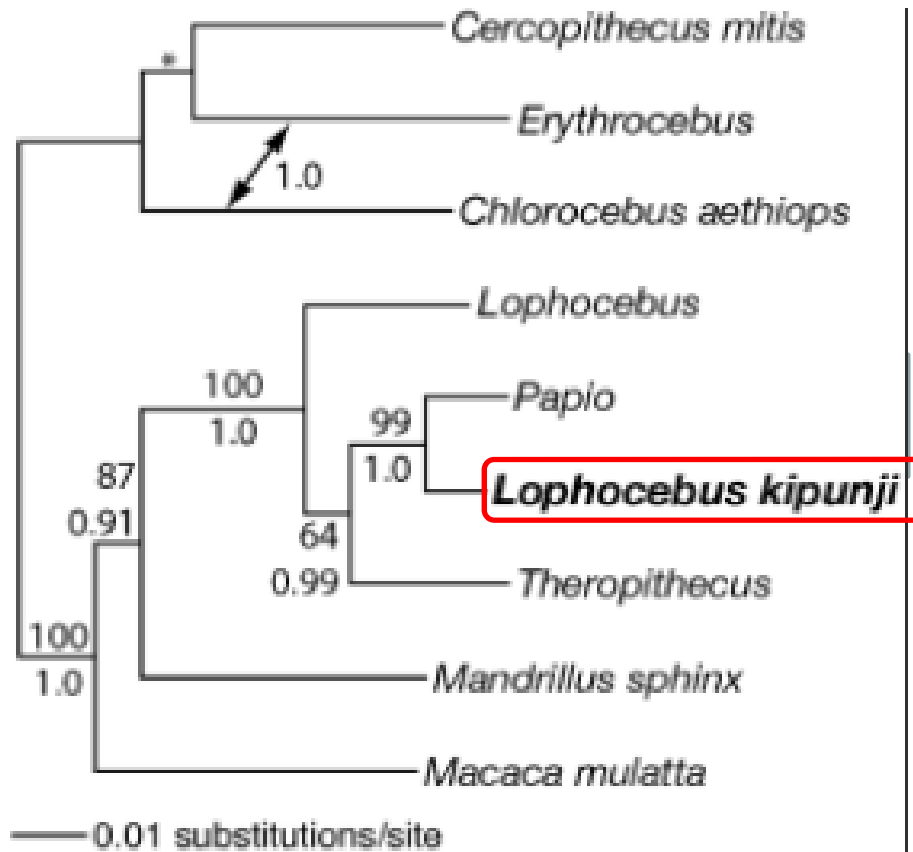 Cercopithecus mitis
*
Erythrocebus
1.0
Chlorocebus aethiops
Lophocebus
100
1.0
Papio
99
1.0
87
0.91
Lophocebus kipunji
64
0.99
Theropithecus
100
1.0
Mandrillus sphinx
Macaca mulatta
0.01 substitutions/site